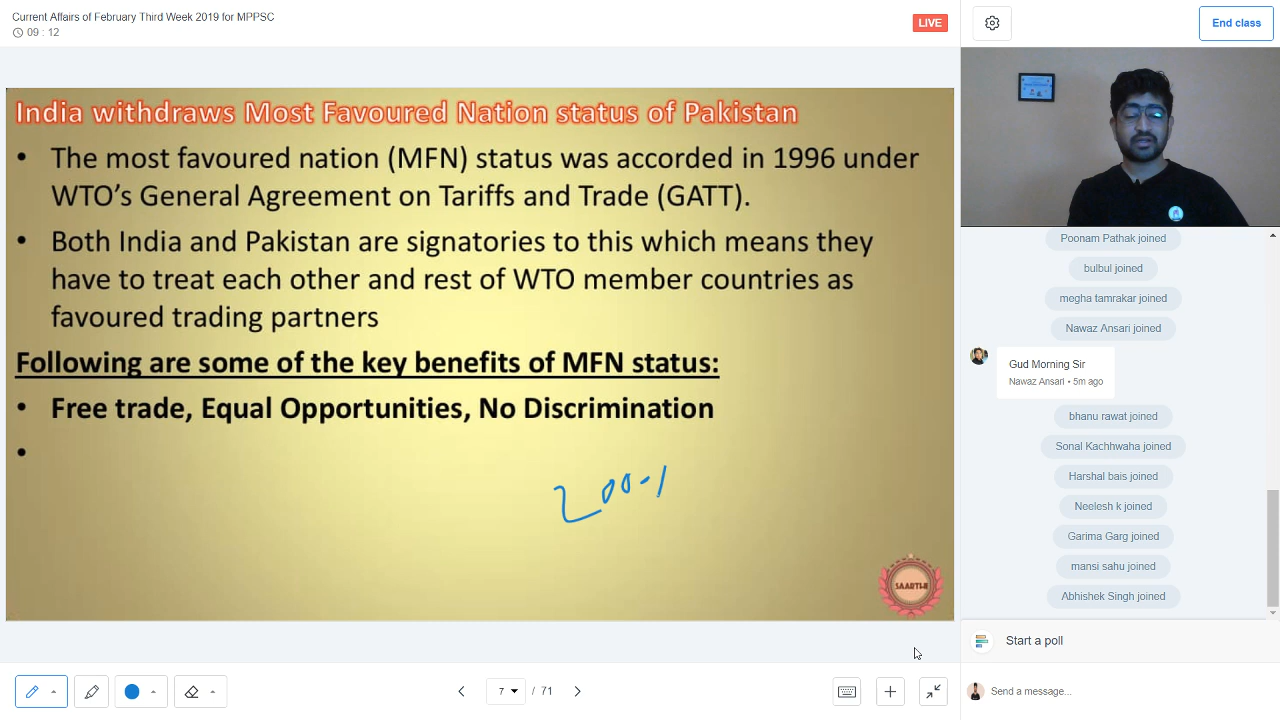 Current Affairs of February Third Week 2019 for MPPSC
09 : 12
LIVE
End class
India withdraws Most Favoured Nation status of Pakistan
• The most favoured nation (MFN) status was accorded in 1996 under
WTO's General Agreement on Tariffs and Trade (GATT).
• Both India and Pakistan are signatories to this which means they
have to treat each other and rest of WTO member countries as
favoured trading partners
Following are some of the key benefits of MFN status:
• Free trade, Equal Opportunities, No Discrimination
•
SAARTHI
Poonam Pathak joined
bulbul joined
megha tamrakar joined
Nawaz Ansari joined
Gud Morning Sir
Nawaz Ansari • 5m ago
bhanu rawat joined
Sonal Kachhwaha joined
Harshal bais joined
Neelesh k joined
Garima Garg joined
mansi sahu joined
Abhishek Singh joined
Start a poll
7 / 71
Send a message...